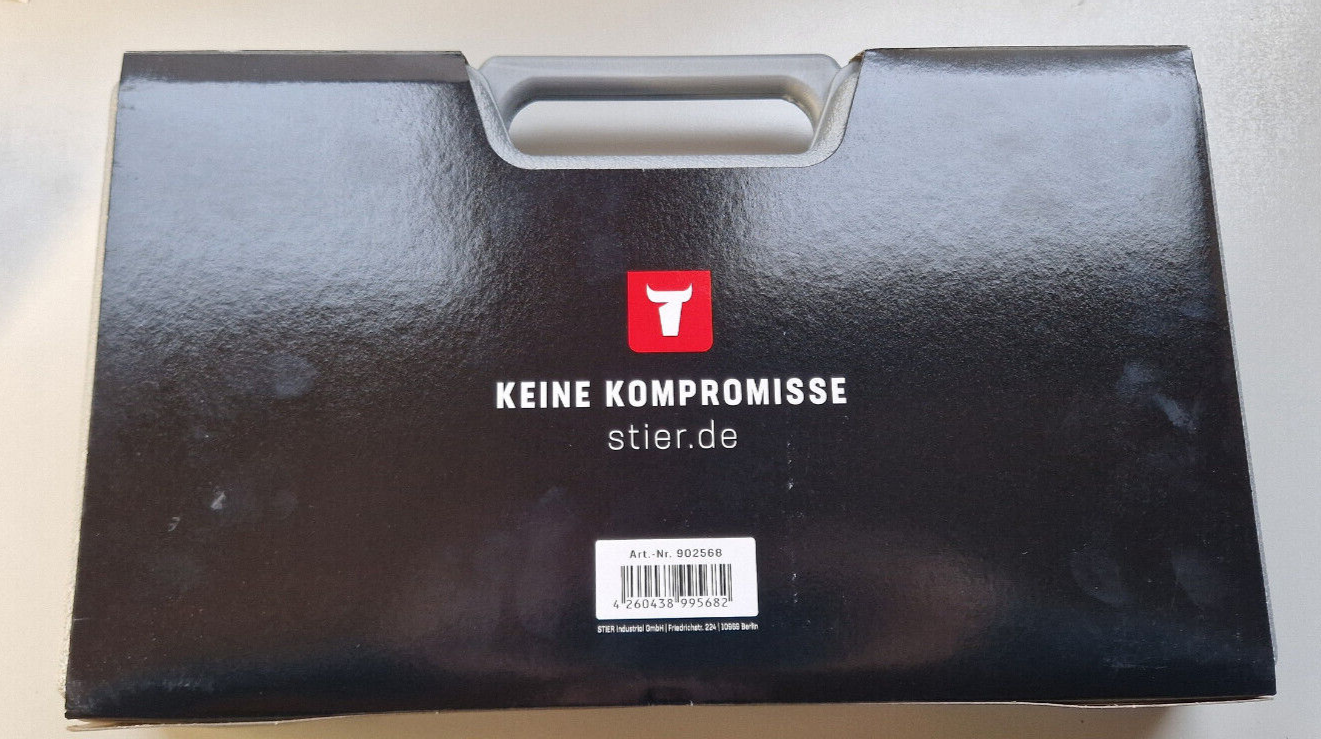 KEINE KOMPROMISSE
stier.de
Art.-Nr. 902568
4 260438 995682
STIER Industrial GmbH | Friedrichstr. 224 | 10969 Berlin